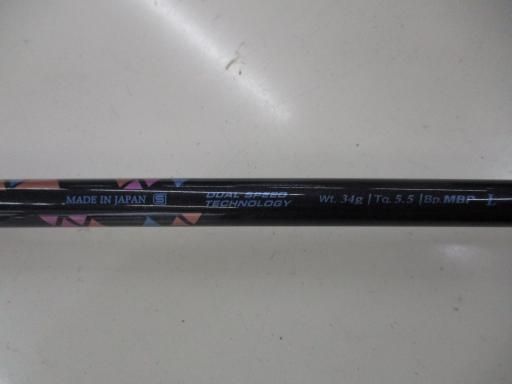 MADE IN JAPAN S
DUAL SPEED
TECHNOLOGY
Wt. 34g | Tq. 5.5 | Bp. MBP L